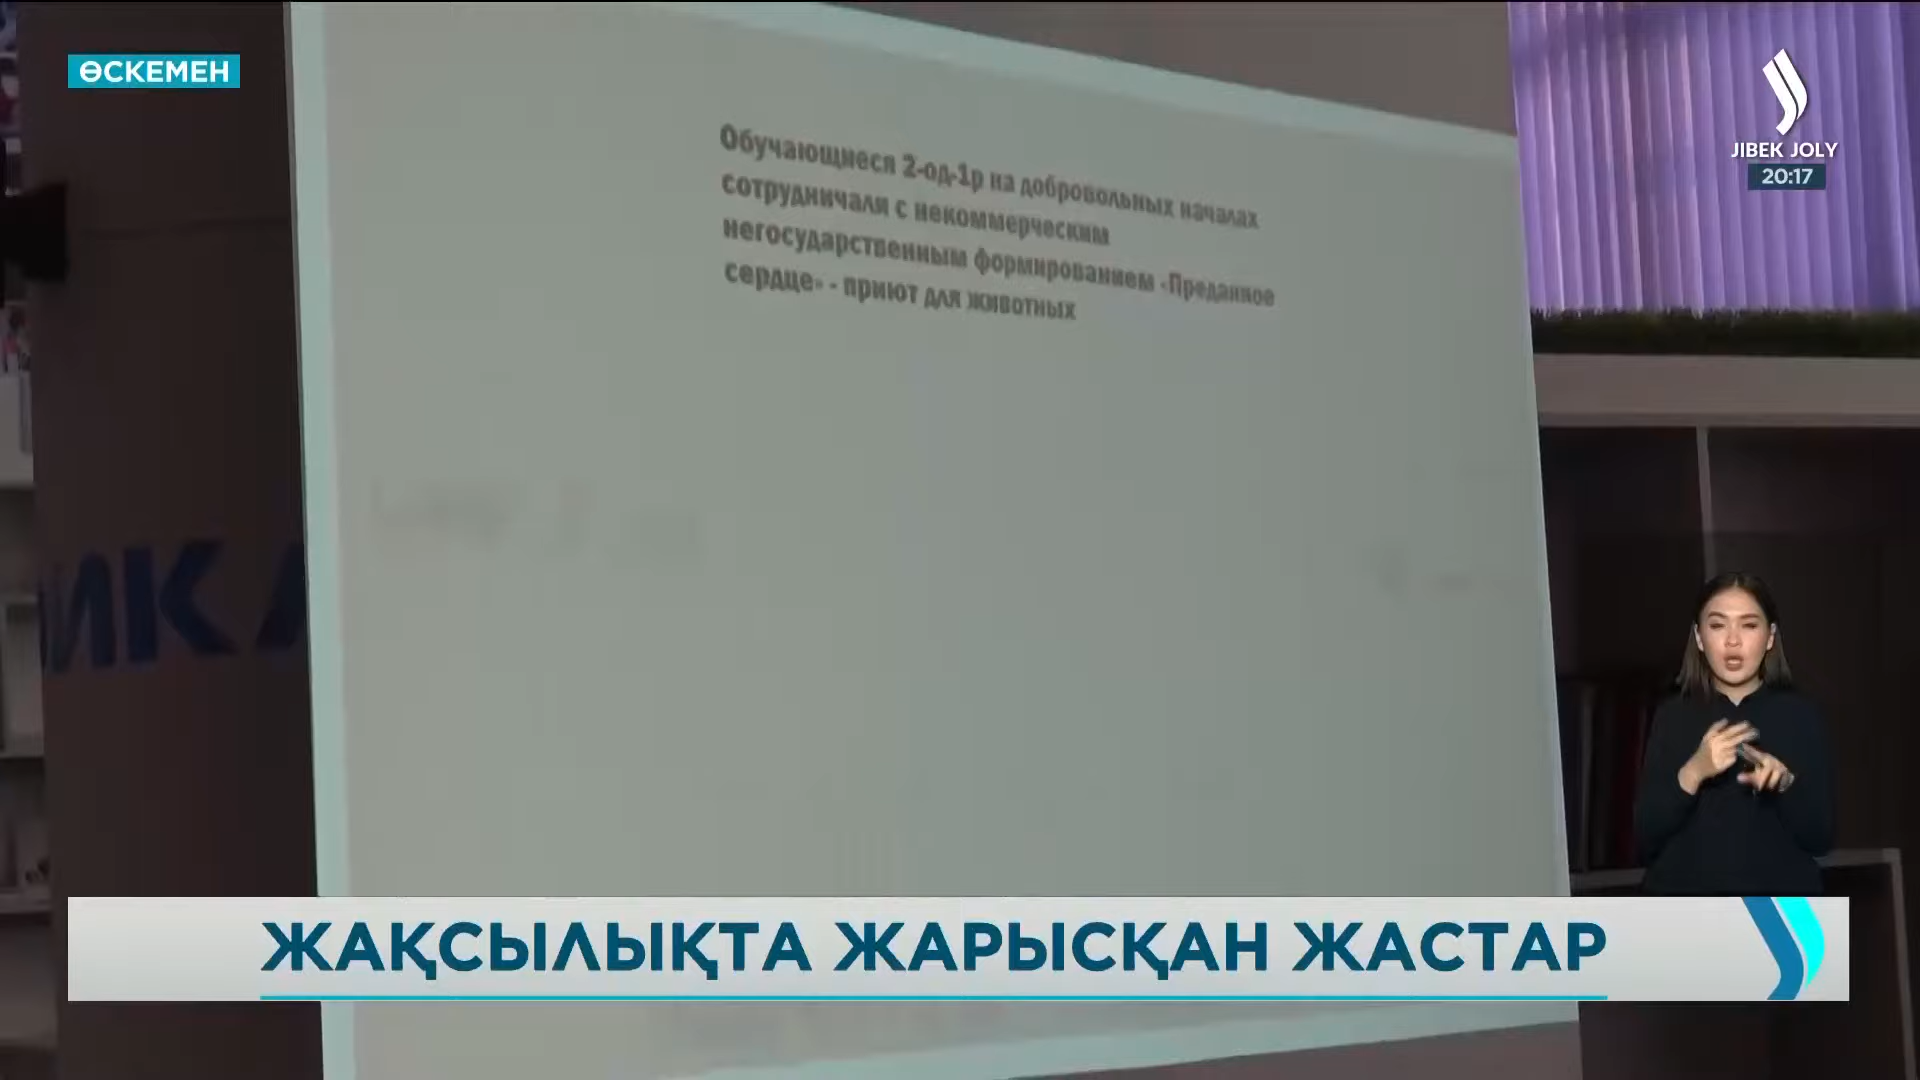 ӨСКЕМЕН
JIBEK JOLY
20:17
Обучающиеся 2-од-1р на добровольных началах
сотрудничали с некоммерческим
негосударственным формированием «Преданное
сердце» - приют для животных
ИКА
ЖАҚСЫЛЫҚТА ЖАРЫСҚАН ЖАСТАР